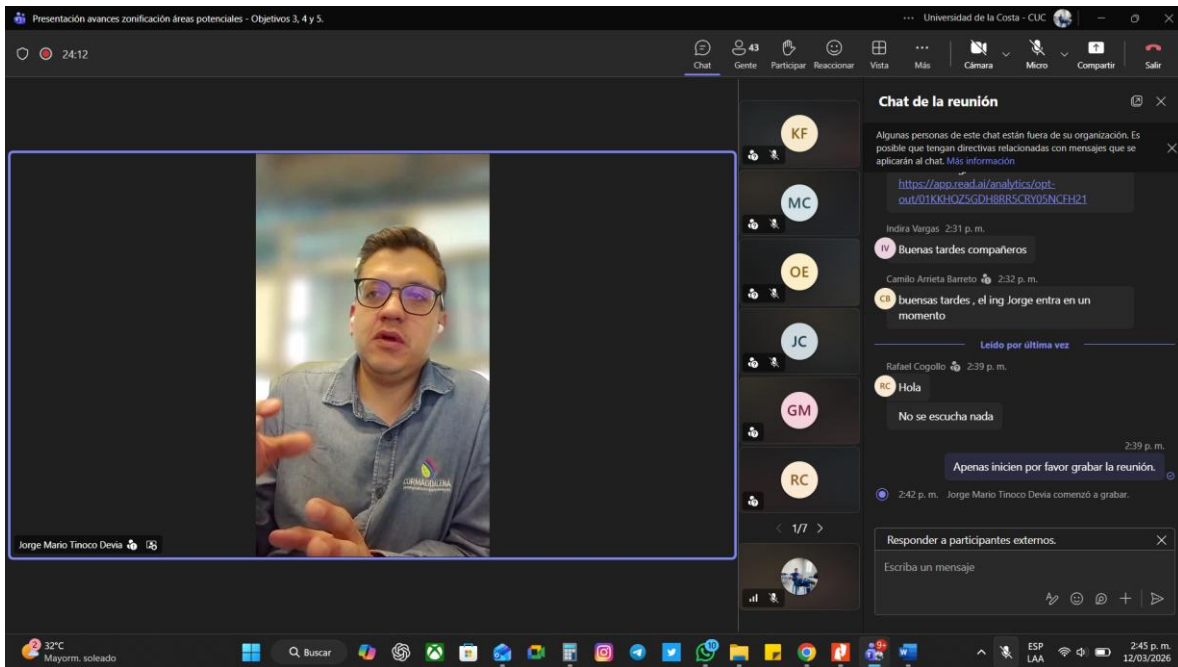 Presentación avances zonificación áreas potenciales - Objetivos 3, 4 y 5.
Universidad de la Costa - CUC
24:12
Chat
43
Gente
Participar
Reaccionar
Vista
Más
Cámara
Micro
Compartir
Salir
CORMAGDALENA
Jorge Mario Tinoco Devia
KF
MC
OE
JC
GM
RC
1/7
Chat de la reunión
Algunas personas de este chat están fuera de su organización. Es
posible que tengan directivas relacionadas con mensajes que se
aplicarán al chat. Más información
https://app.read.ai/analytics/opt-
out/01KKHQZ5GDH8RR5CRY05NCFH21
Indira Vargas 2:31 p. m.
IV
Buenas tardes compañeros
Camilo Arrieta Barreto 2:32 p. m.
CB
buensas tardes , el ing Jorge entra en un
momento
Leído por última vez
Rafael Cogollo 2:39 p. m.
RC
Hola
No se escucha nada
2:39 p. m.
Apenas inicien por favor grabar la reunión.
2:42 p. m. Jorge Mario Tinoco Devia comenzó a grabar.
Responder a participantes externos.
Escriba un mensaje
2
32°C
Mayorm. soleado
Buscar
9+
ESP
LAA
2:45 p. m.
12/03/2026